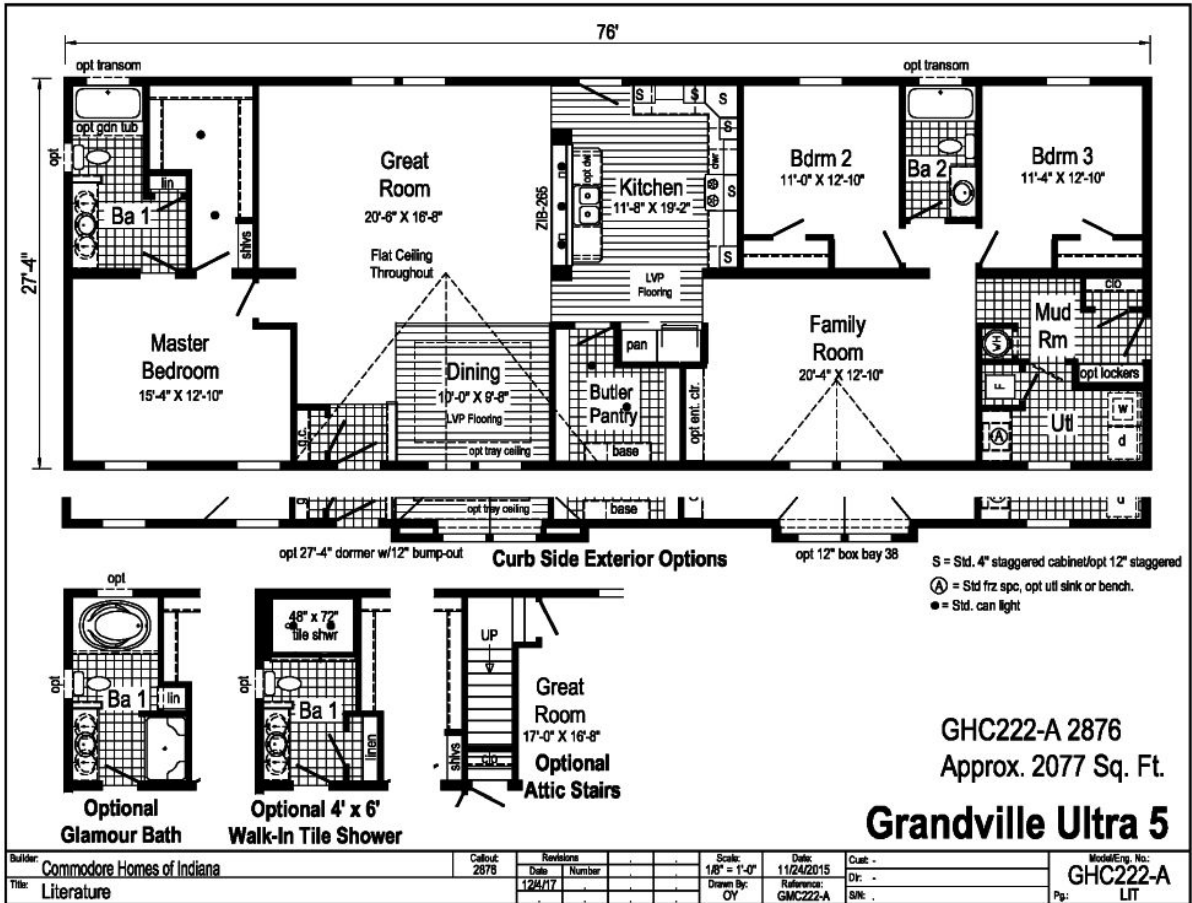 76'
opt transom
opt transom
27'-4"
opt gdn tub
opt
lin
Ba 1
shlvs
Great
Room
20'-6" X 16'-8"
Flat Ceiling
Throughout
ZIB-265
opt dw
Kitchen
11'-8" X 19'-2"
dwr
S
S
S
S
S
S
LVP
Flooring
Bdrm 2
11'-0" X 12'-10"
Ba 2
Bdrm 3
11'-4" X 12'-10"
Master
Bedroom
15'-4" X 12'-10"
g.c.
Dining
10'-0" X 9'-8"
LVP Flooring
opt tray ceiling
pan
Butler
Pantry
base
opt ent. ctr.
Family
Room
20'-4" X 12'-10"
clo
Mud
Rm
WH
opt lockers
F
A
Utl
w
d
opt tray ceiling
base
d
opt 27'-4" dormer w/12" bump-out
Curb Side Exterior Options
opt 12" box bay 38
S = Std. 4" staggered cabinet/opt 12" staggered
A = Std frz spc, opt utl sink or bench.
● = Std. can light
opt
opt
Ba 1
lin
Optional
Glamour Bath
48" x 72"
tile shwr
opt
Ba 1
linen
Optional 4' x 6'
Walk-In Tile Shower
UP
shlvs
clo
Great
Room
17'-0" X 16'-8"
Optional
Attic Stairs
GHC222-A 2876
Approx. 2077 Sq. Ft.
Grandville Ultra 5
Builder: Commodore Homes of Indiana
Callout: 2876
Revisions
Date Number
12/4/17
Scale: 1/8" = 1'-0"
Date: 11/24/2015
Cust: -
Dir: -
S/N: .
Model/Eng. No.: GHC222-A
Title: Literature
Drawn By: OY
Reference: GMC222-A
Pg.: LIT